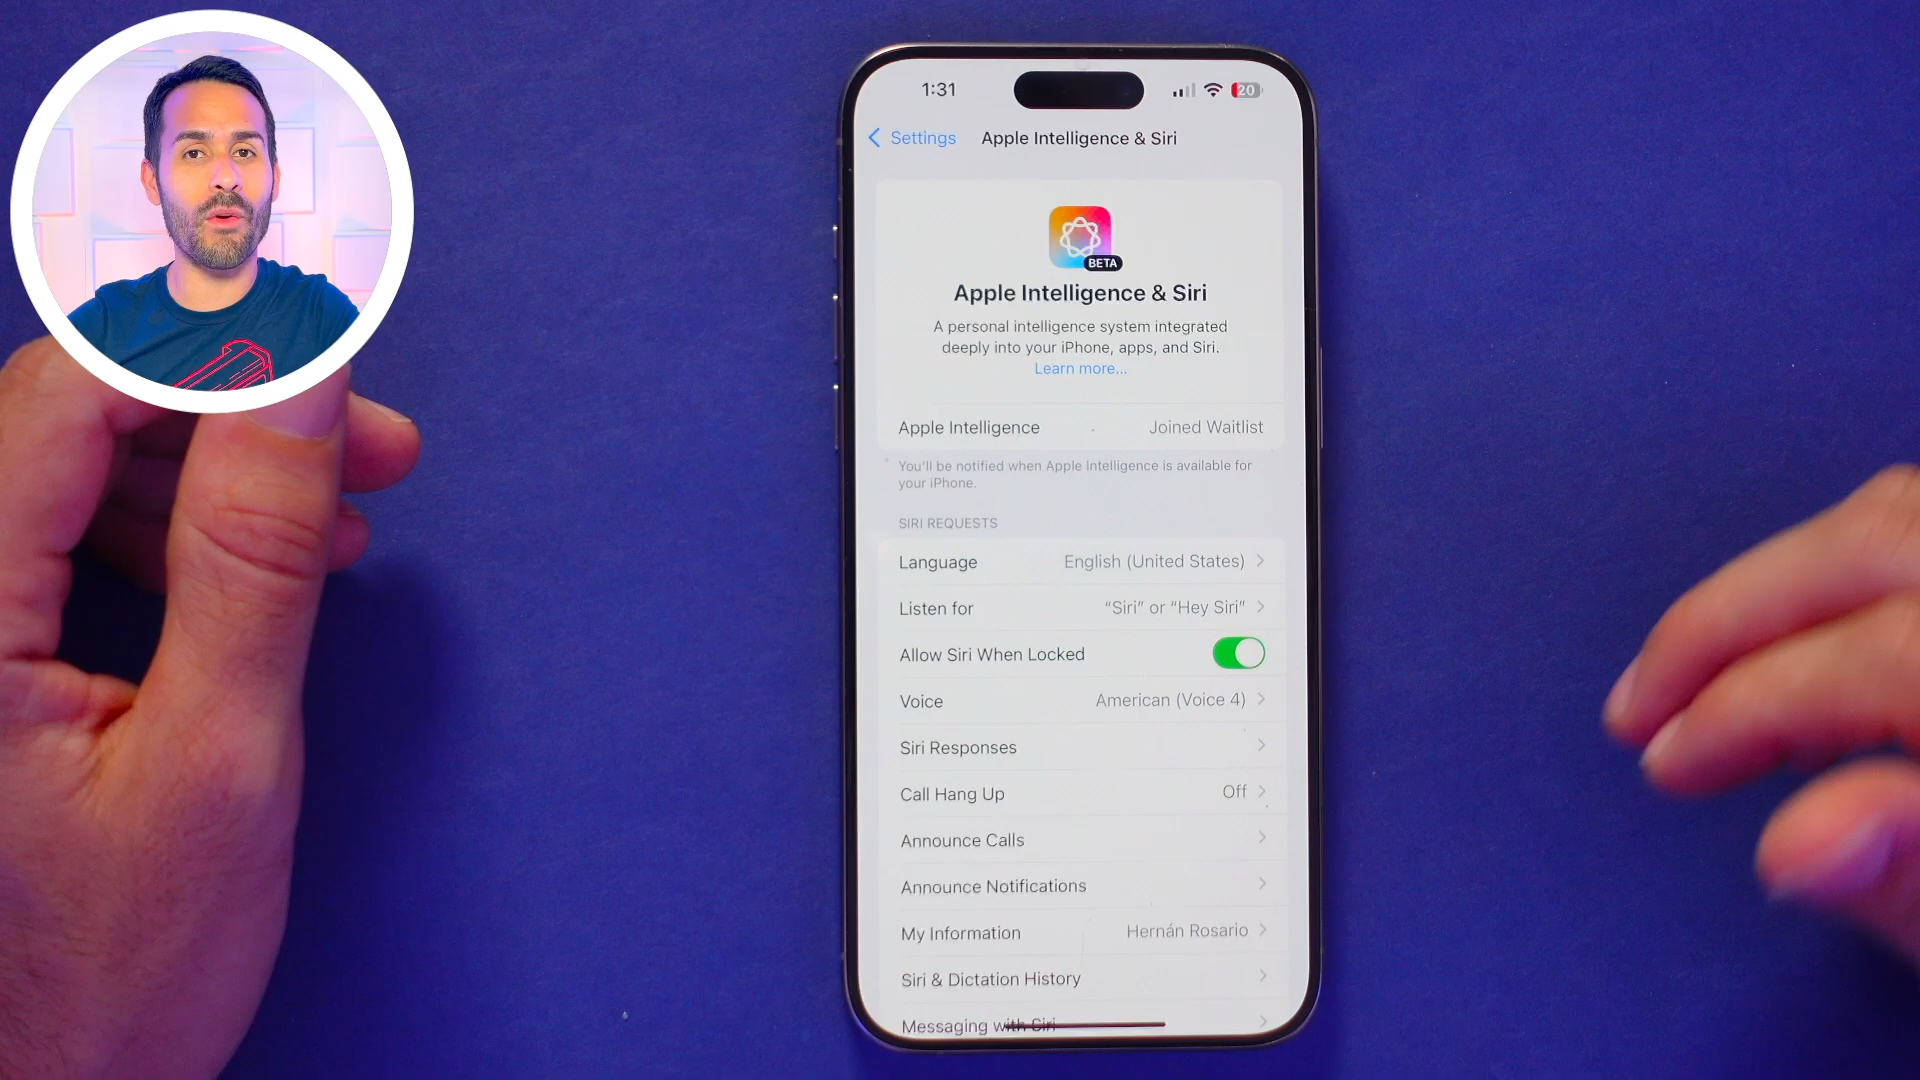 1:31
20
Settings
Apple Intelligence & Siri
BETA
Apple Intelligence & Siri
A personal intelligence system integrated
deeply into your iPhone, apps, and Siri.
Learn more...
Apple Intelligence Joined Waitlist
You'll be notified when Apple Intelligence is available for
your iPhone.
SIRI REQUESTS
Language English (United States)
Listen for “Siri” or “Hey Siri”
Allow Siri When Locked
Voice American (Voice 4)
Siri Responses
Call Hang Up Off
Announce Calls
Announce Notifications
My Information Hernán Rosario
Siri & Dictation History
Messaging with Siri